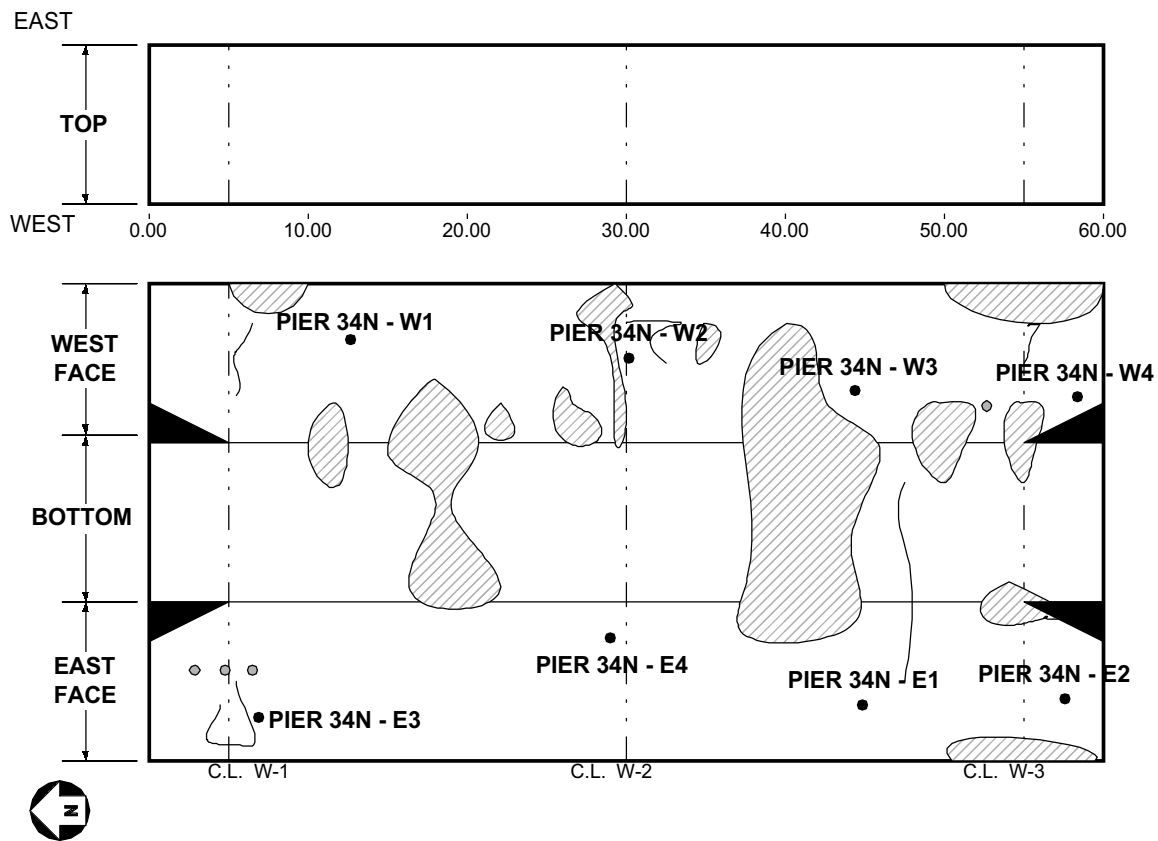 EAST
TOP
WEST
0.00 10.00 20.00 30.00 40.00 50.00 60.00
PIER 34N - W1
PIER 34N - W2
WEST
FACE
PIER 34N - W3
PIER 34N - W4
BOTTOM
EAST
FACE
PIER 34N - E4
PIER 34N - E1
PIER 34N - E2
PIER 34N - E3
C.L. W-1
C.L. W-2
C.L. W-3
N